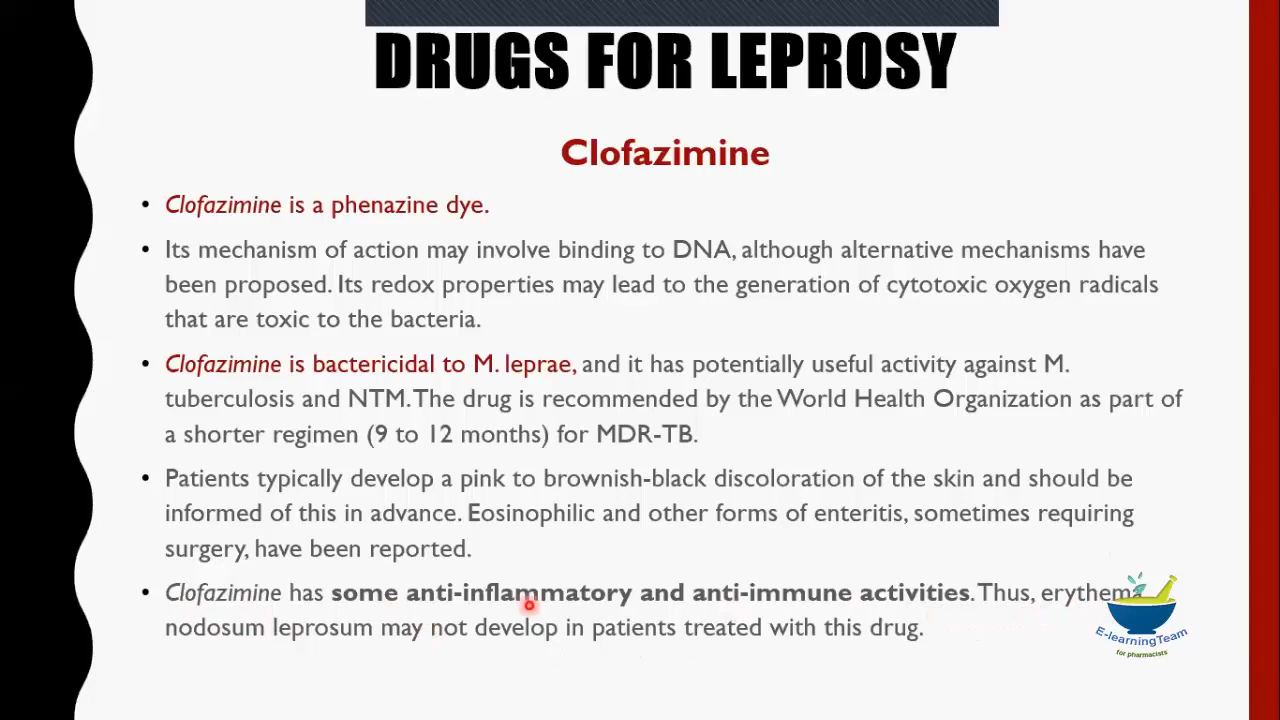 DRUGS FOR LEPROSY
Clofazimine
• Clofazimine is a phenazine dye.
• Its mechanism of action may involve binding to DNA, although alternative mechanisms have
been proposed. Its redox properties may lead to the generation of cytotoxic oxygen radicals
that are toxic to the bacteria.
• Clofazimine is bactericidal to M. leprae, and it has potentially useful activity against M.
tuberculosis and NTM. The drug is recommended by the World Health Organization as part of
a shorter regimen (9 to 12 months) for MDR-TB.
• Patients typically develop a pink to brownish-black discoloration of the skin and should be
informed of this in advance. Eosinophilic and other forms of enteritis, sometimes requiring
surgery, have been reported.
• Clofazimine has some anti-inflammatory and anti-immune activities. Thus, erythema
nodosum leprosum may not develop in patients treated with this drug.
E-learningTeam
for pharmacists